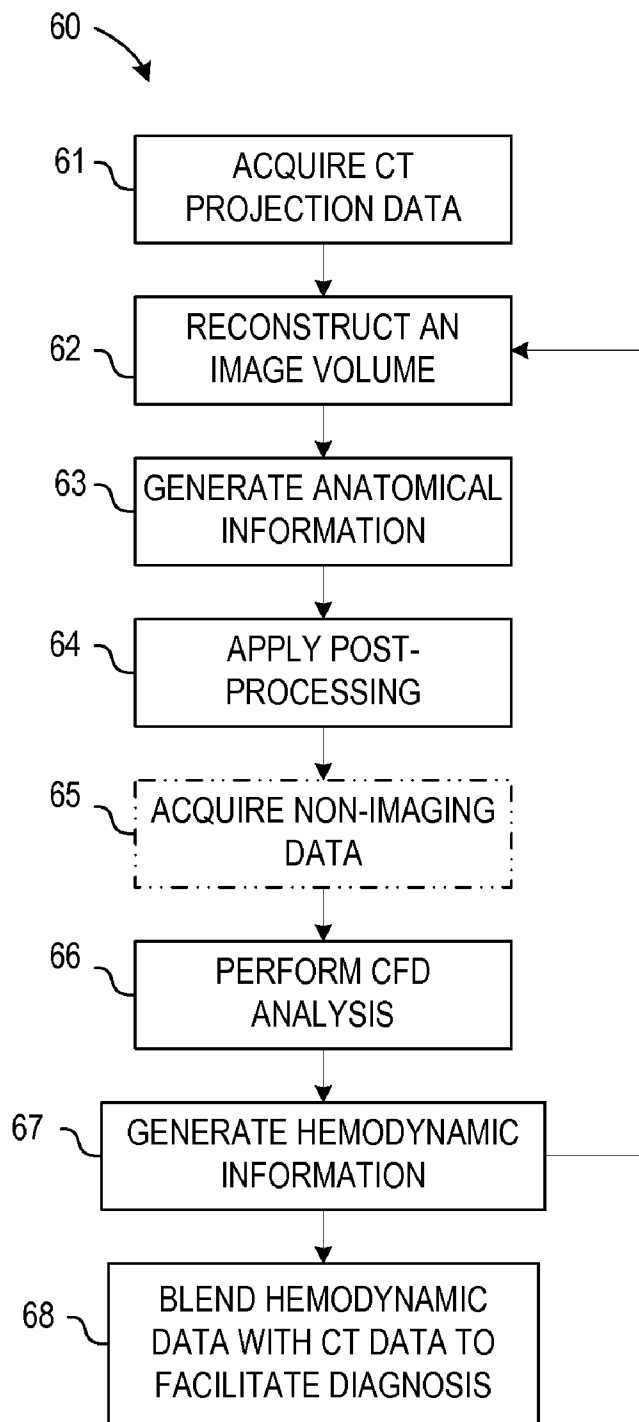 60
61
ACQUIRE CT
PROJECTION DATA
62
RECONSTRUCT AN
IMAGE VOLUME
63
GENERATE ANATOMICAL
INFORMATION
64
APPLY POST-
PROCESSING
65
ACQUIRE NON-IMAGING
DATA
66
PERFORM CFD
ANALYSIS
67
GENERATE HEMODYNAMIC
INFORMATION
68
BLEND HEMODYNAMIC
DATA WITH CT DATA TO
FACILITATE DIAGNOSIS